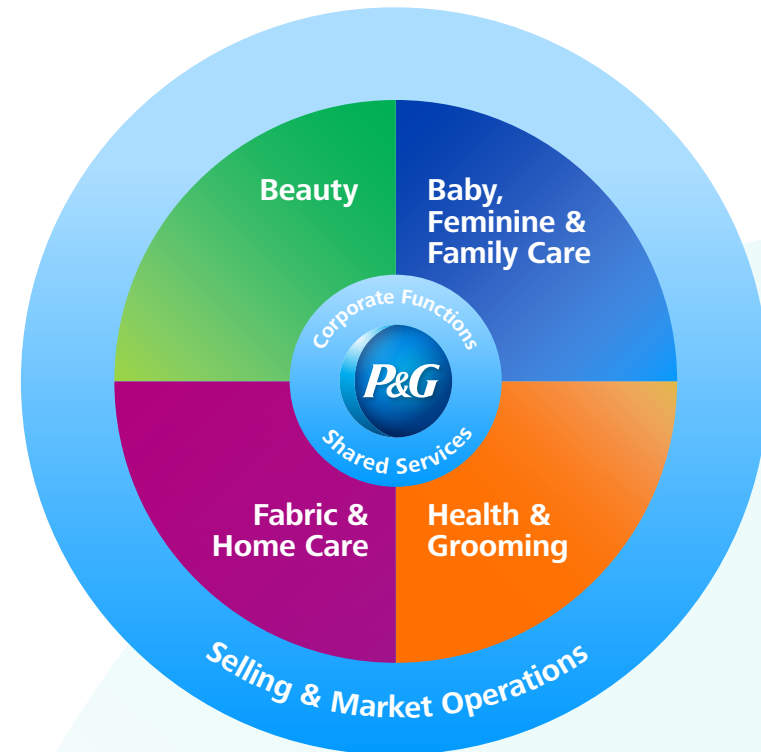 Beauty
Baby,
Feminine &
Family Care
Corporate Functions
P&G
Shared Services
Fabric &
Home Care
Health &
Grooming
Selling & Market Operations